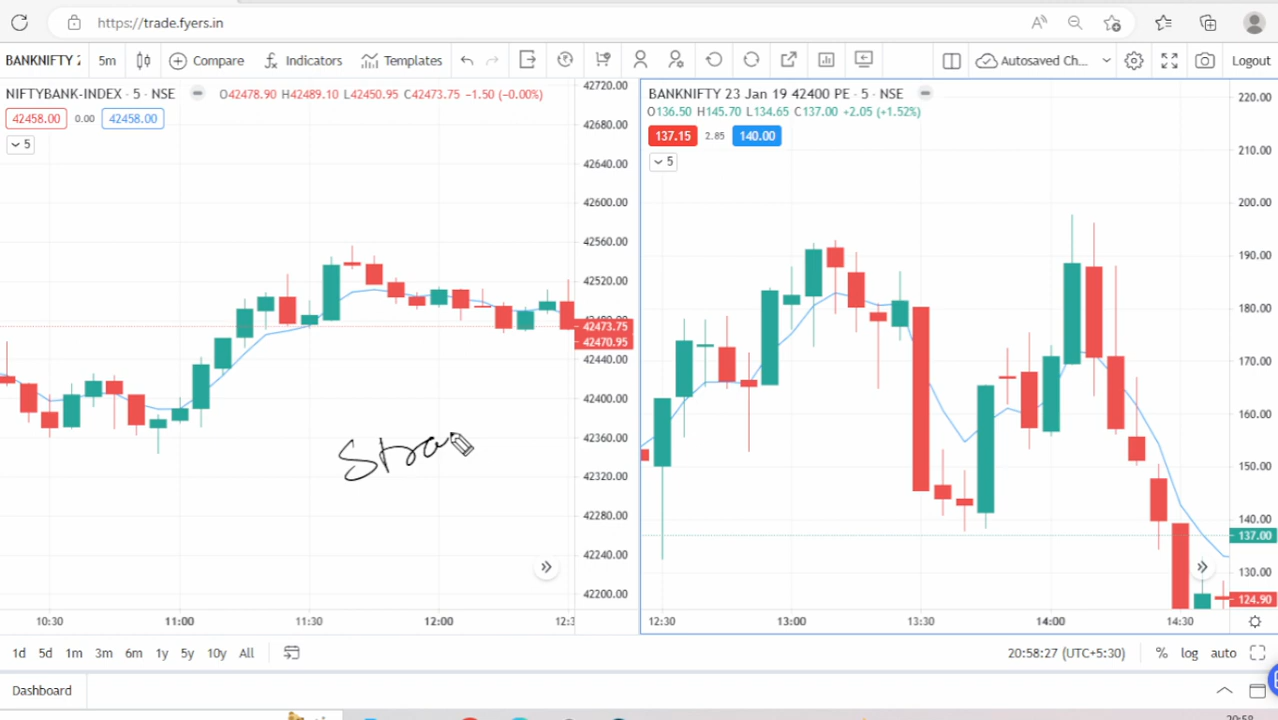 https://trade.fyers.in
BANKNIFTY 2 5m Compare Indicators Templates Autosaved Ch... Logout
NIFTYBANK-INDEX · 5 · NSE O42478.90 H42489.10 L42450.95 C42473.75 −1.50 (−0.00%)
42458.00 0.00 42458.00
5
42720.00
42680.00
42640.00
42600.00
42560.00
42520.00
42480.00
42473.75
42470.95
42440.00
42400.00
42360.00
42320.00
42280.00
42240.00
42200.00
10:30 11:00 11:30 12:00 12:3
Stra
BANKNIFTY 23 Jan 19 42400 PE · 5 · NSE
O136.50 H145.70 L134.65 C137.00 +2.05 (+1.52%)
137.15 2.85 140.00
5
220.00
210.00
200.00
190.00
180.00
170.00
160.00
150.00
140.00
137.00
130.00
124.90
12:30 13:00 13:30 14:00 14:30
1d 5d 1m 3m 6m 1y 5y 10y All 20:58:27 (UTC+5:30) % log auto
Dashboard
20:58